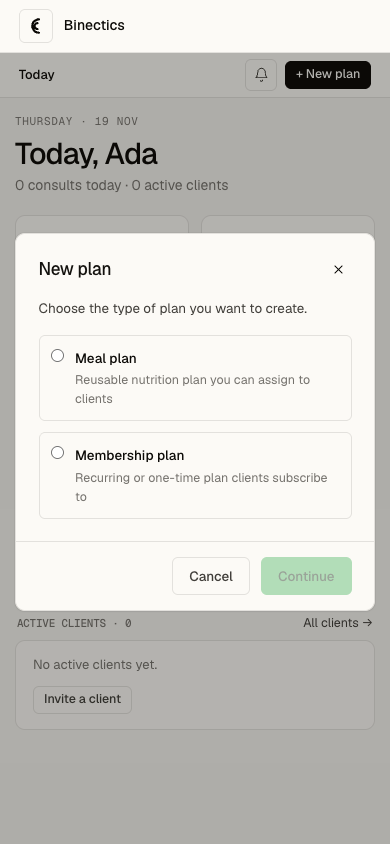 Binectics
Today
+ New plan
THURSDAY · 19 NOV
Today, Ada
0 consults today · 0 active clients
New plan
×
Choose the type of plan you want to create.
Meal plan
Reusable nutrition plan you can assign to
clients
Membership plan
Recurring or one-time plan clients subscribe
to
Cancel
Continue
ACTIVE CLIENTS · 0
All clients →
No active clients yet.
Invite a client